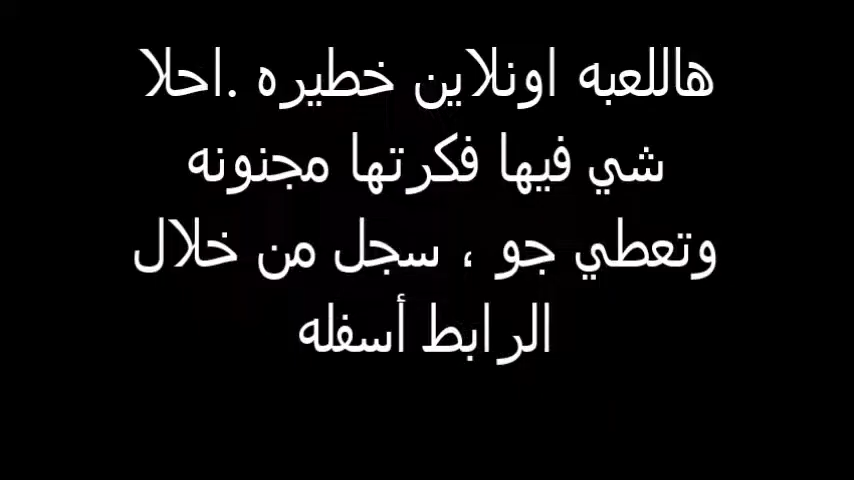 هاللعبه اونلاين خطيره .احلا
شي فيها فكرتها مجنونه
وتعطي جو ، سجل من خلال
الرابط أسفله